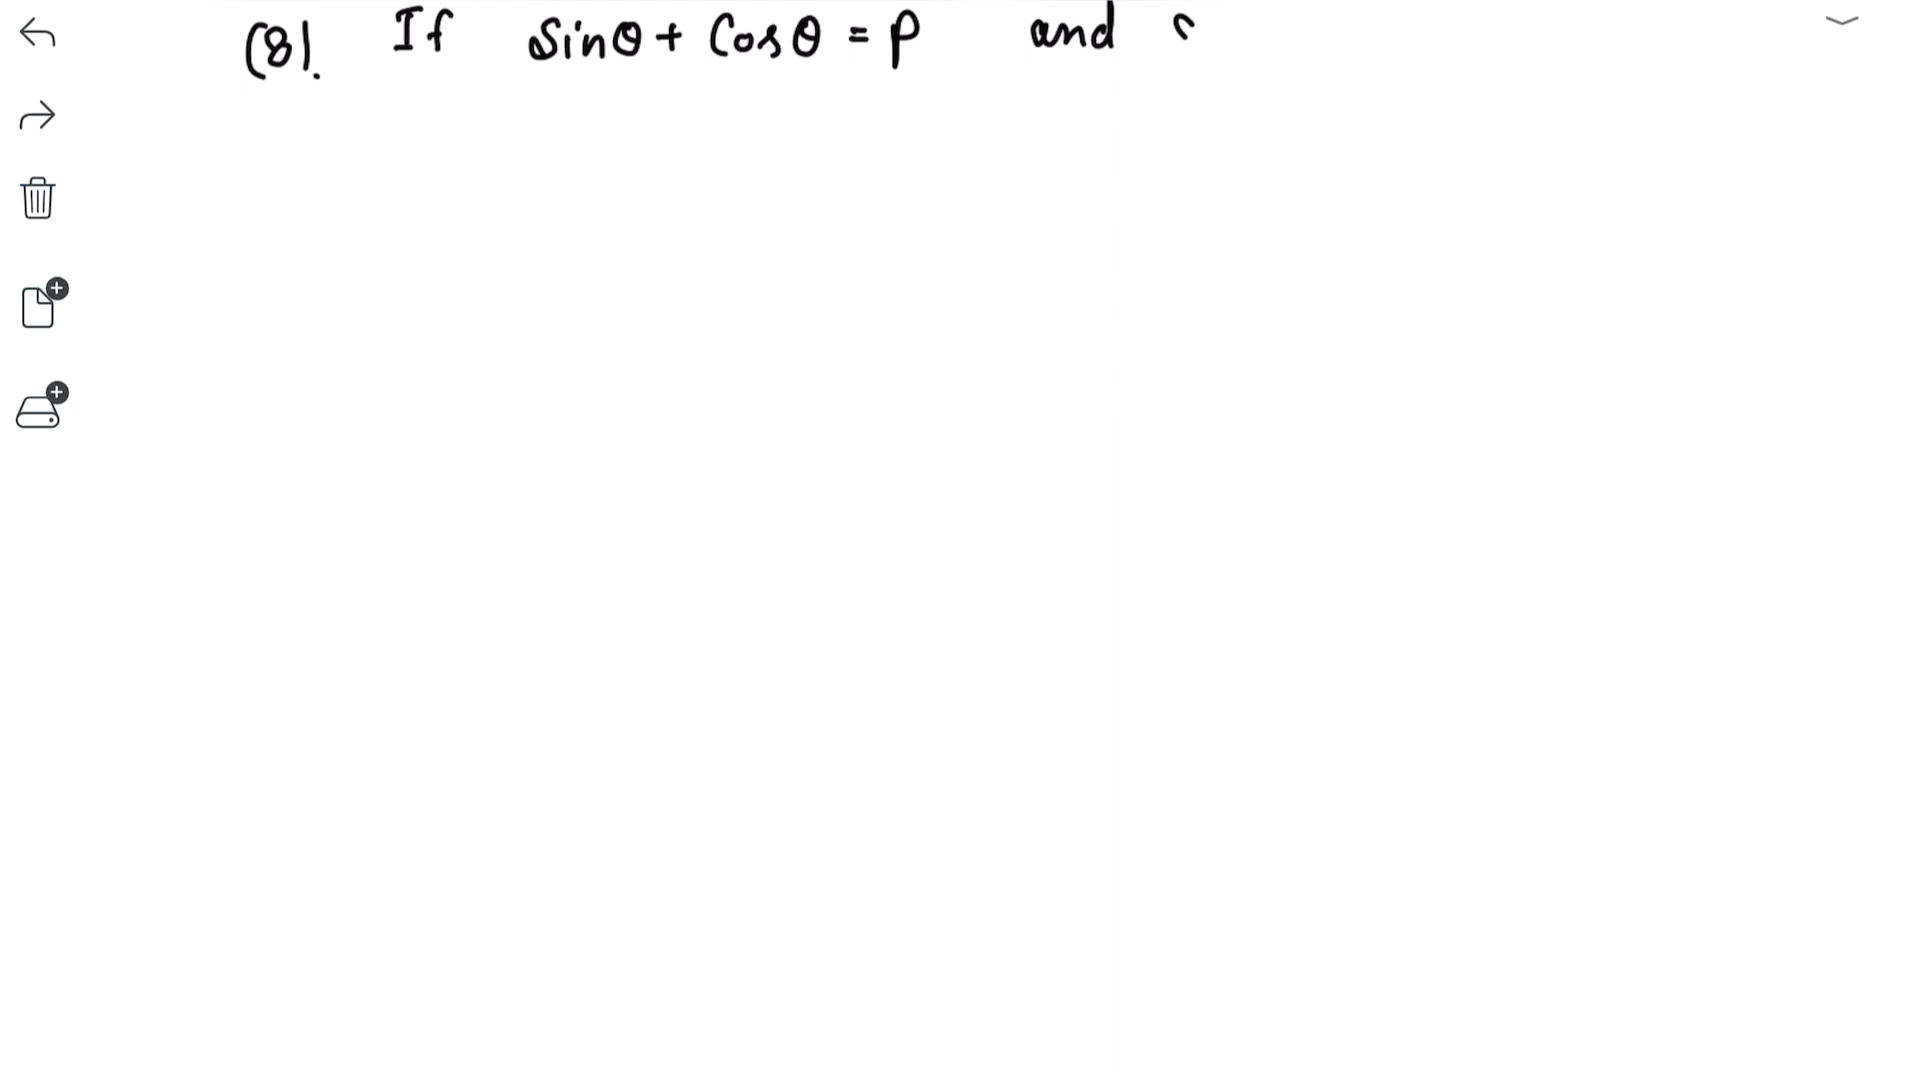 (8). If sinθ + Cosθ = p and